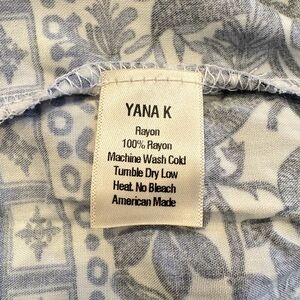 YANA K
Rayon
100% Rayon
Machine Wash Cold
Tumble Dry Low
Heat. No Bleach
American Made